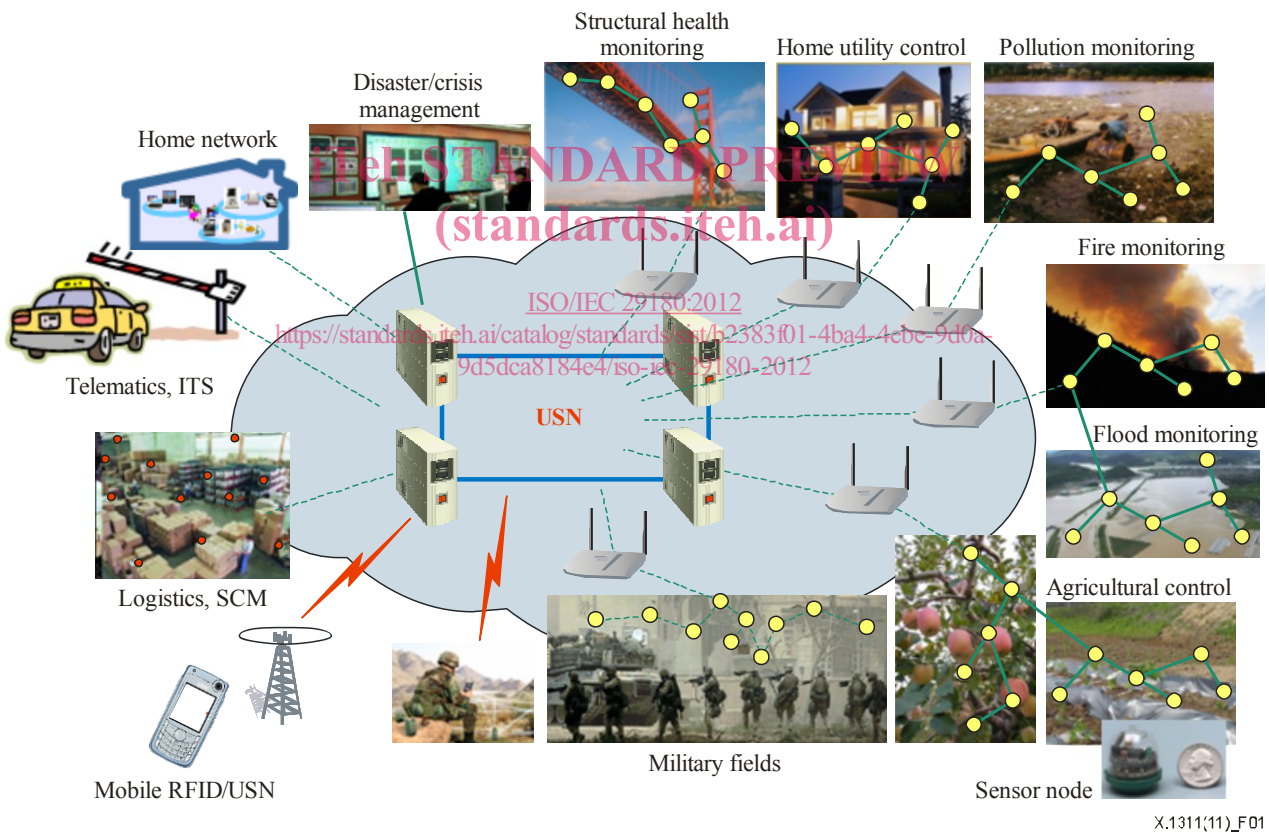 Structural health
monitoring
Home utility control
Pollution monitoring
Disaster/crisis
management
Home network
iTeh STANDARD PREVIEW
(standards.iteh.ai)
Fire monitoring
ISO/IEC 29180:2012
https://standards.iteh.ai/catalog/standards/sist/b2383f01-4ba4-4cbc-9d0a-
9d5dca8184e4/iso-iec-29180-2012
Telematics, ITS
USN
Flood monitoring
Logistics, SCM
Agricultural control
Military fields
Mobile RFID/USN
Sensor node
X.1311(11)_F01